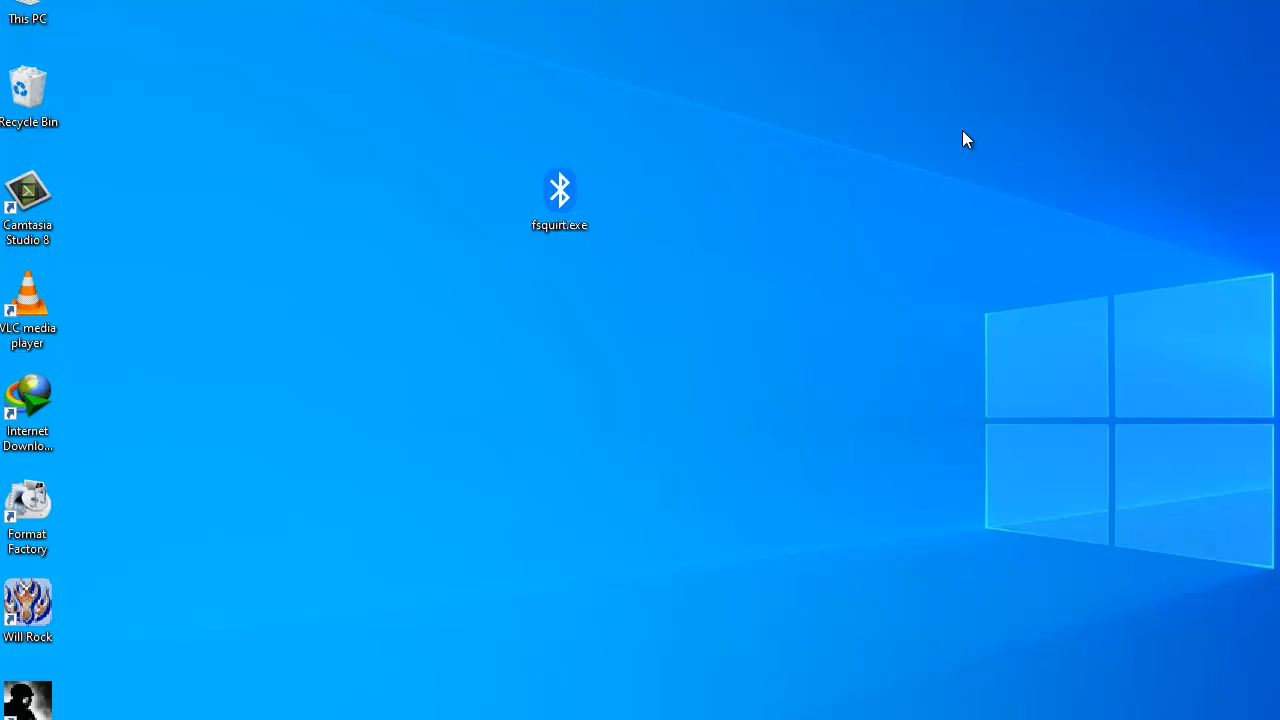 This PC
Recycle Bin
Camtasia
Studio 8
VLC media
player
Internet
Downlo...
Format
Factory
Will Rock
fsquirt.exe